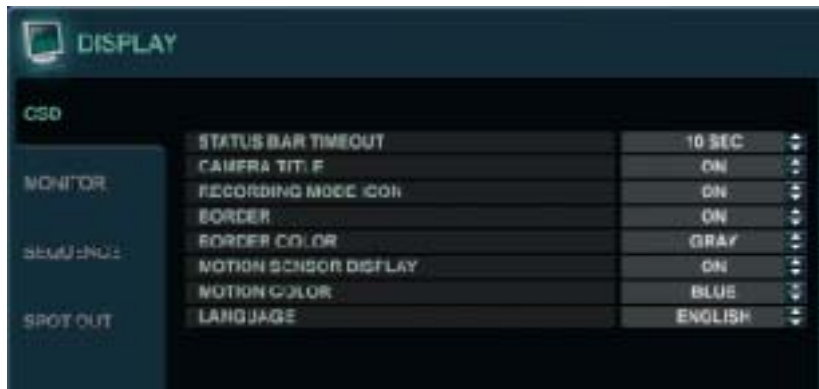 DISPLAY
OSD
STATUS BAR TIMEOUT 10 SEC
CAMERA TITLE ON
RECORDING MODE ICON ON
BORDER ON
BORDER COLOR GRAY
MOTION SENSOR DISPLAY ON
MOTION COLOR BLUE
LANGUAGE ENGLISH
MONITOR
SEQUENCE
SPOT OUT